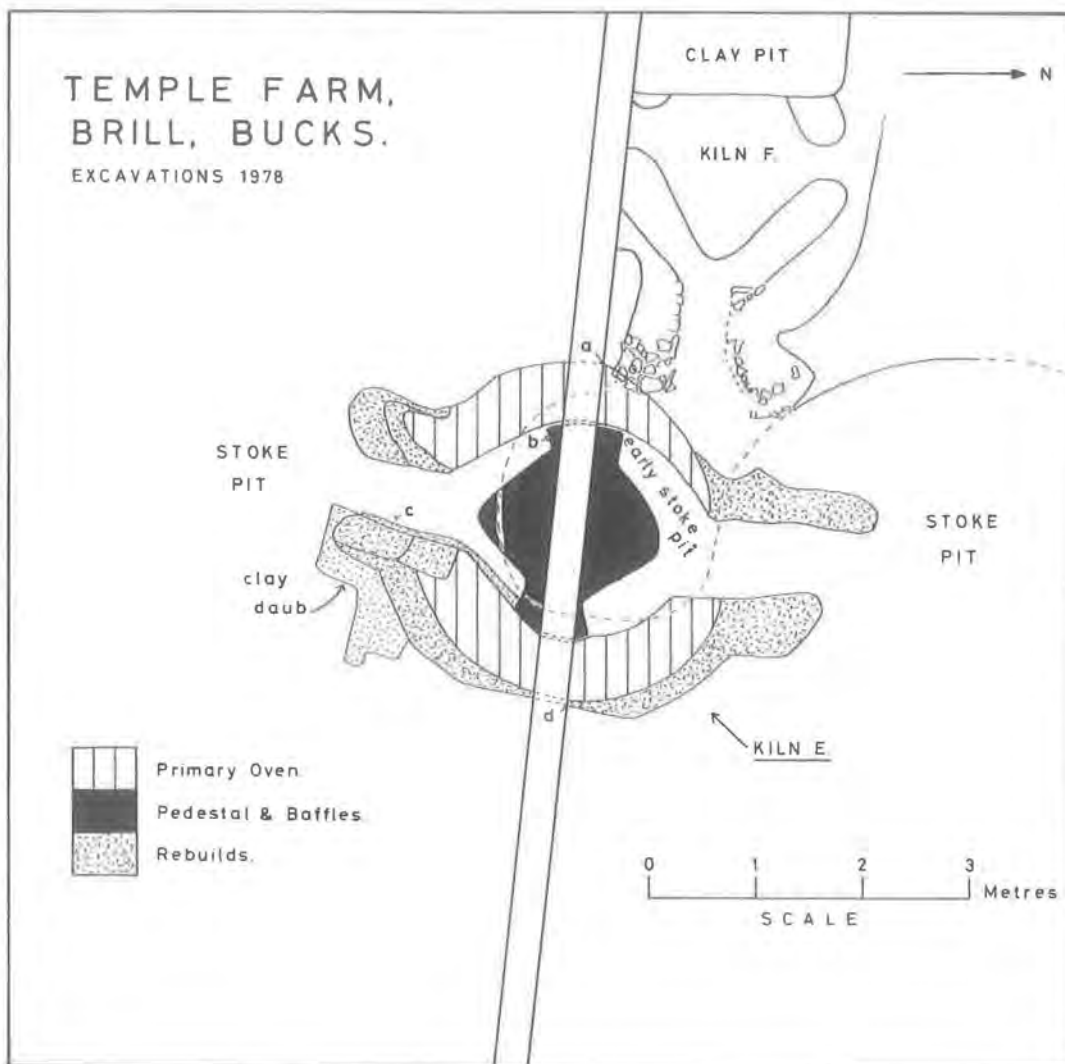 TEMPLE FARM,
BRILL, BUCKS.
EXCAVATIONS 1978
CLAY PIT
N
KILN F.
a
b
early stoke pit
STOKE
PIT
c
STOKE
PIT
clay
daub
d
KILN E.
Primary Oven.
Pedestal & Baffles.
Rebuilds.
0 1 2 3 Metres
SCALE